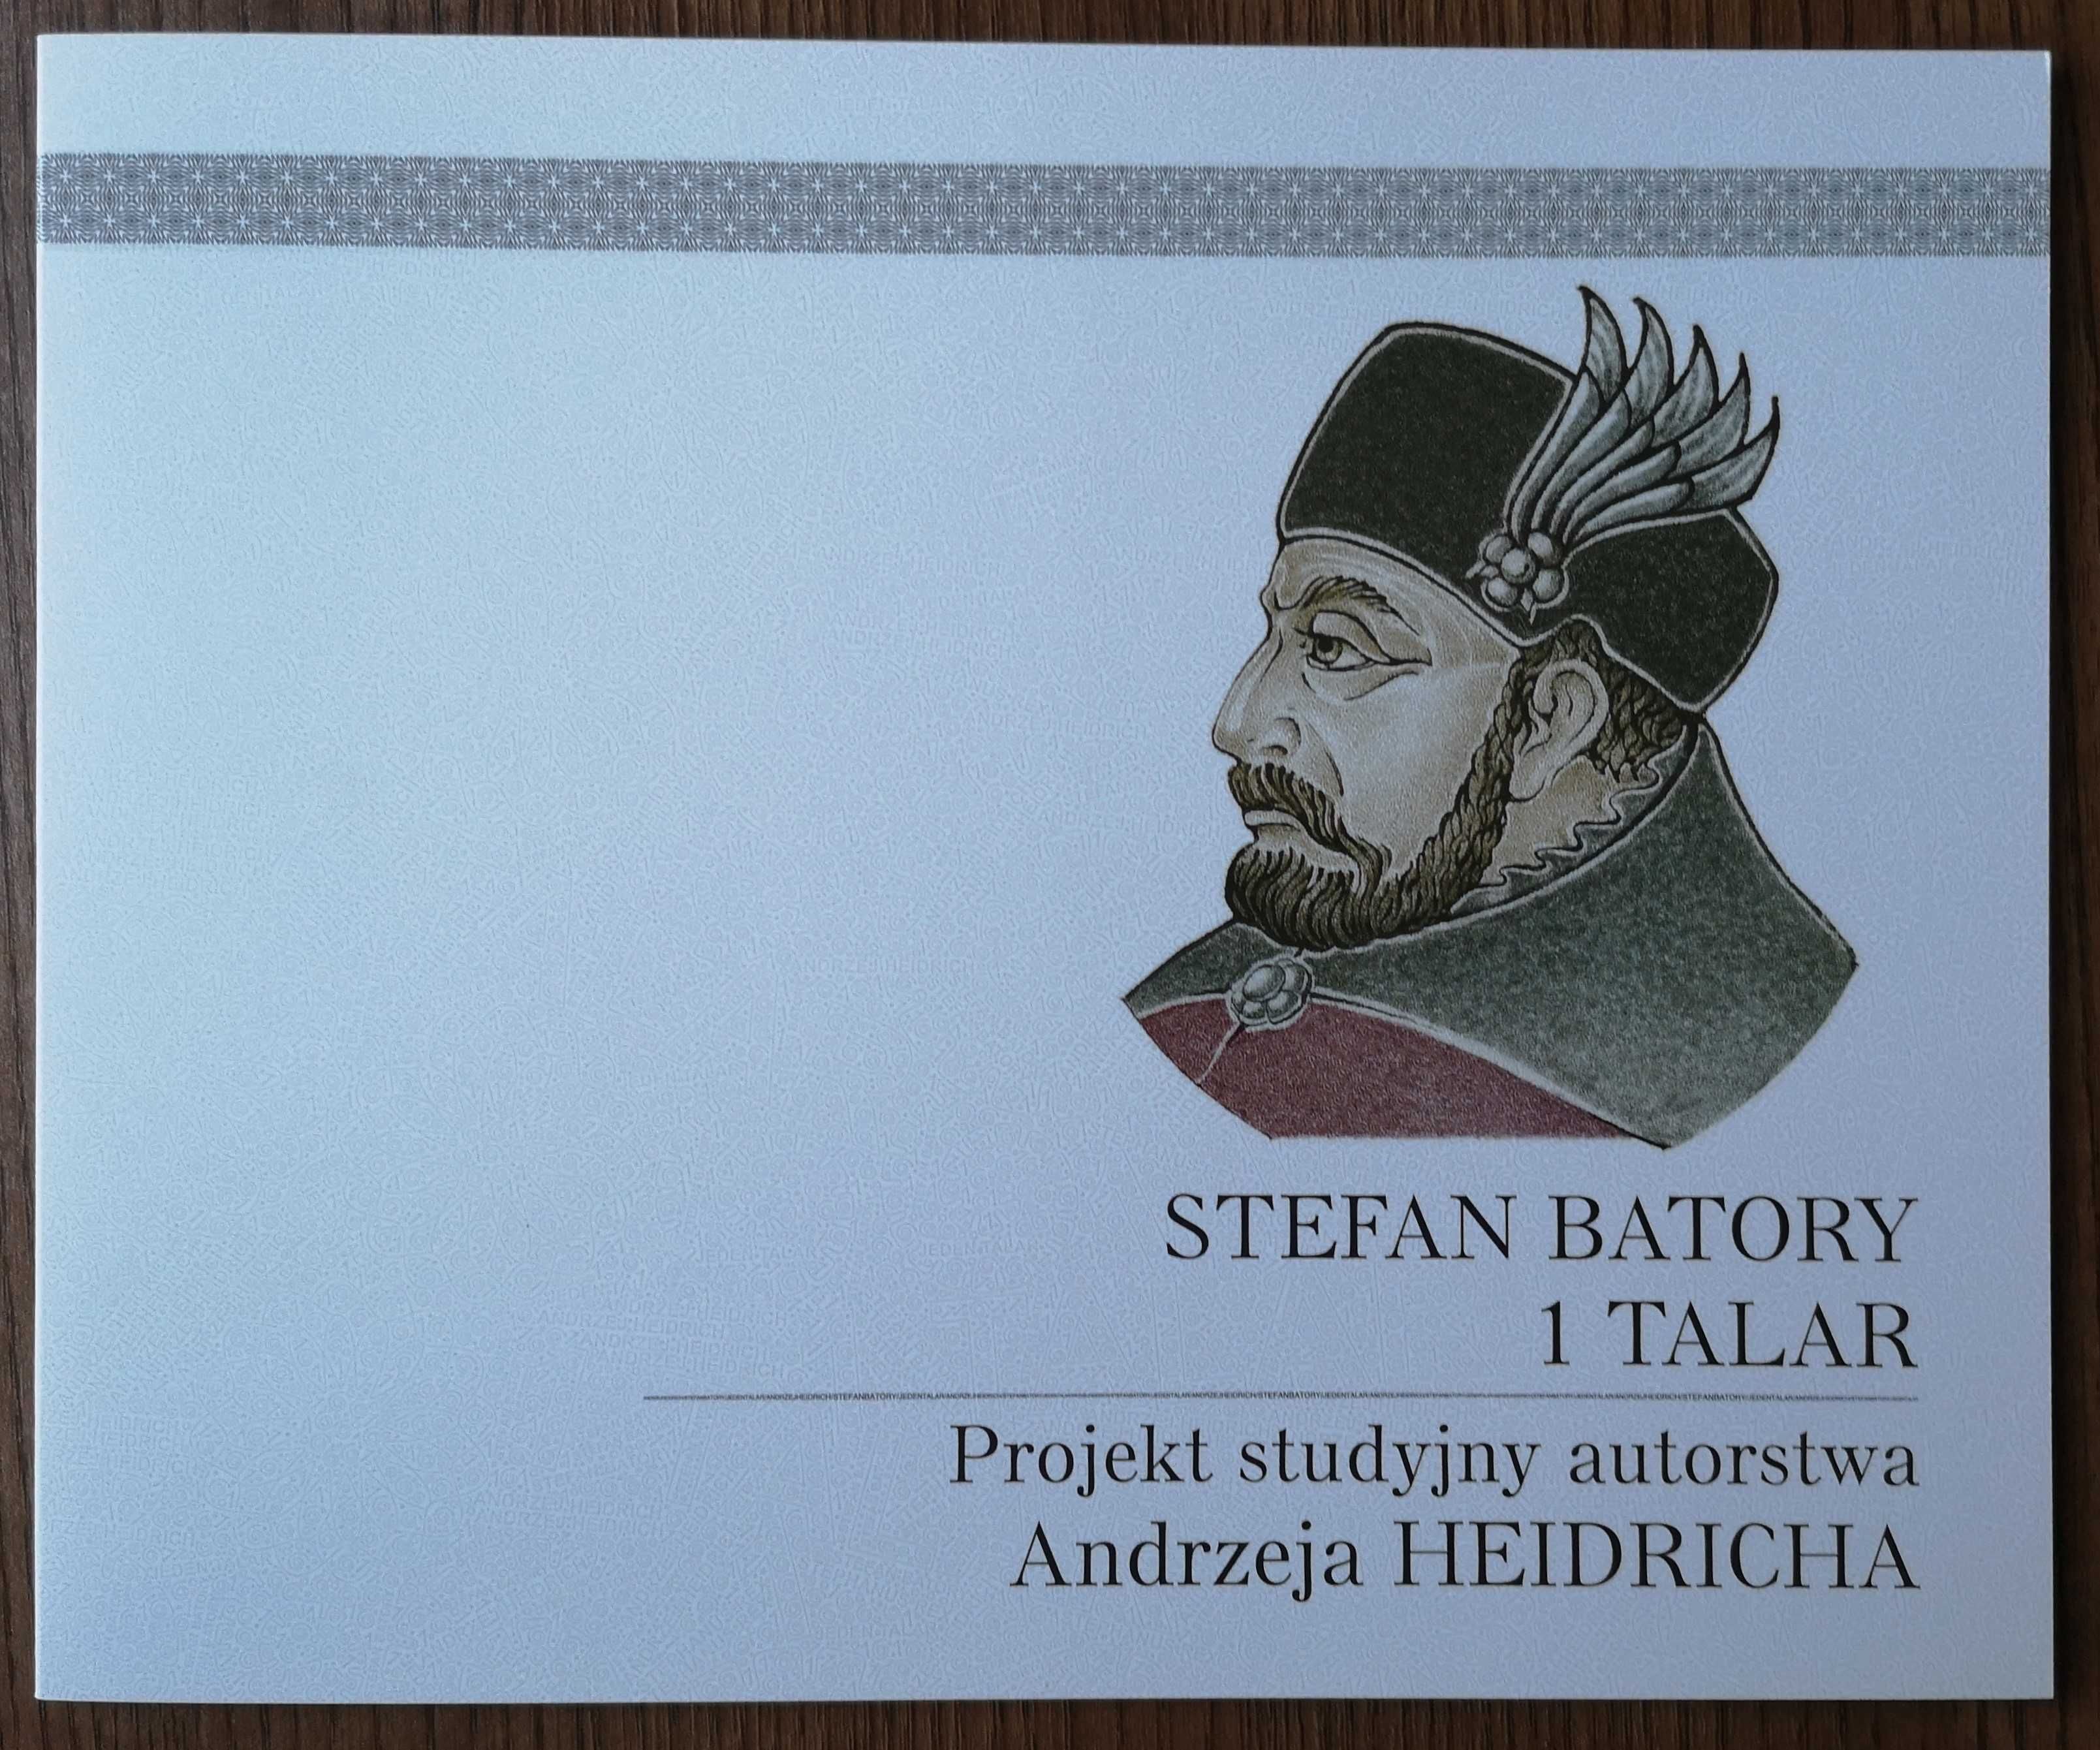 STEFAN BATORY
1 TALAR
Projekt studyjny autorstwa
Andrzeja HEIDRICHA